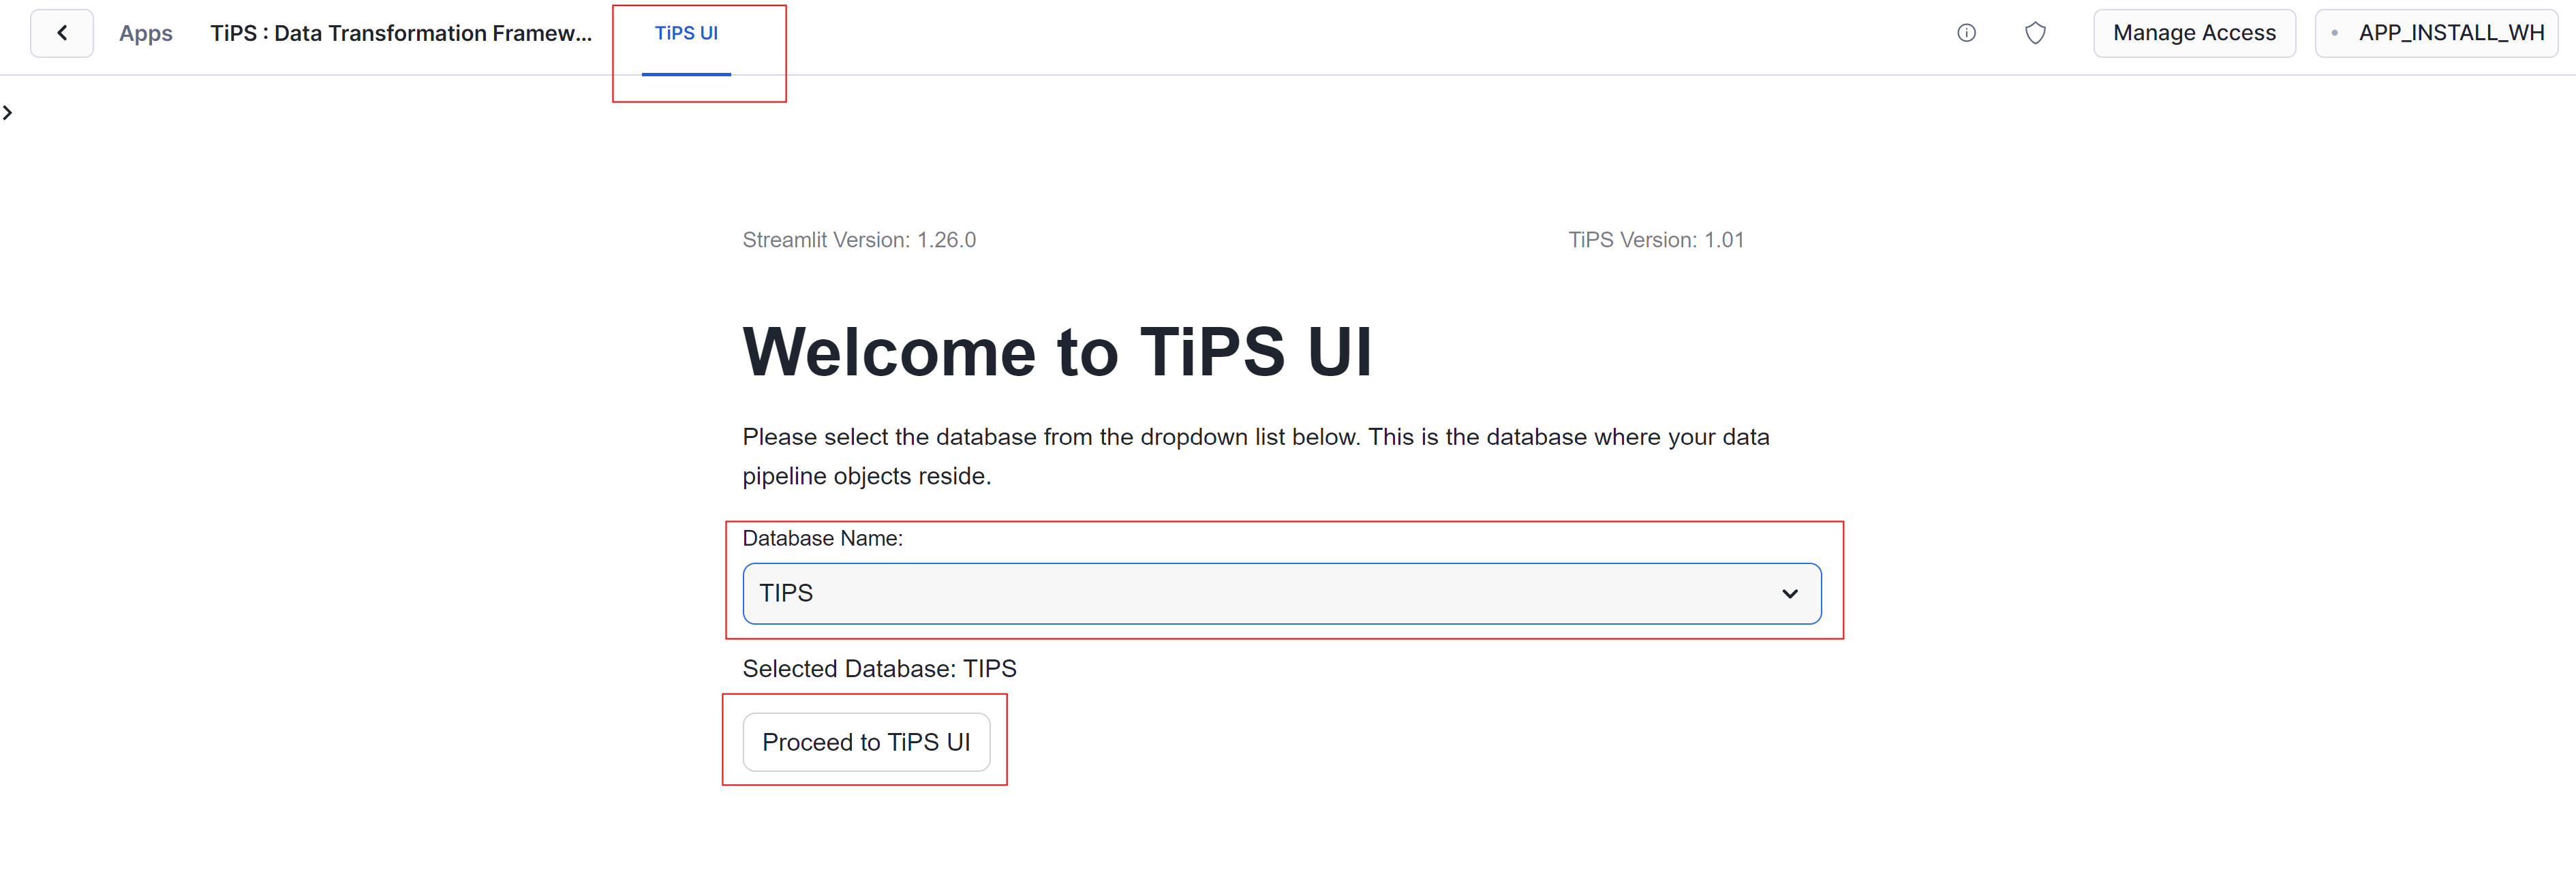 Apps
TiPS : Data Transformation Framew...
TiPS UI
Manage Access
APP_INSTALL_WH
Streamlit Version: 1.26.0
TiPS Version: 1.01
Welcome to TiPS UI
Please select the database from the dropdown list below. This is the database where your data
pipeline objects reside.
Database Name:
TIPS
Selected Database: TIPS
Proceed to TiPS UI